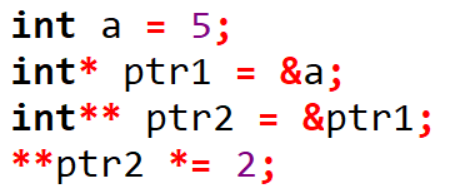 int a = 5;
int* ptr1 = &a;
int** ptr2 = &ptr1;
**ptr2 *= 2;